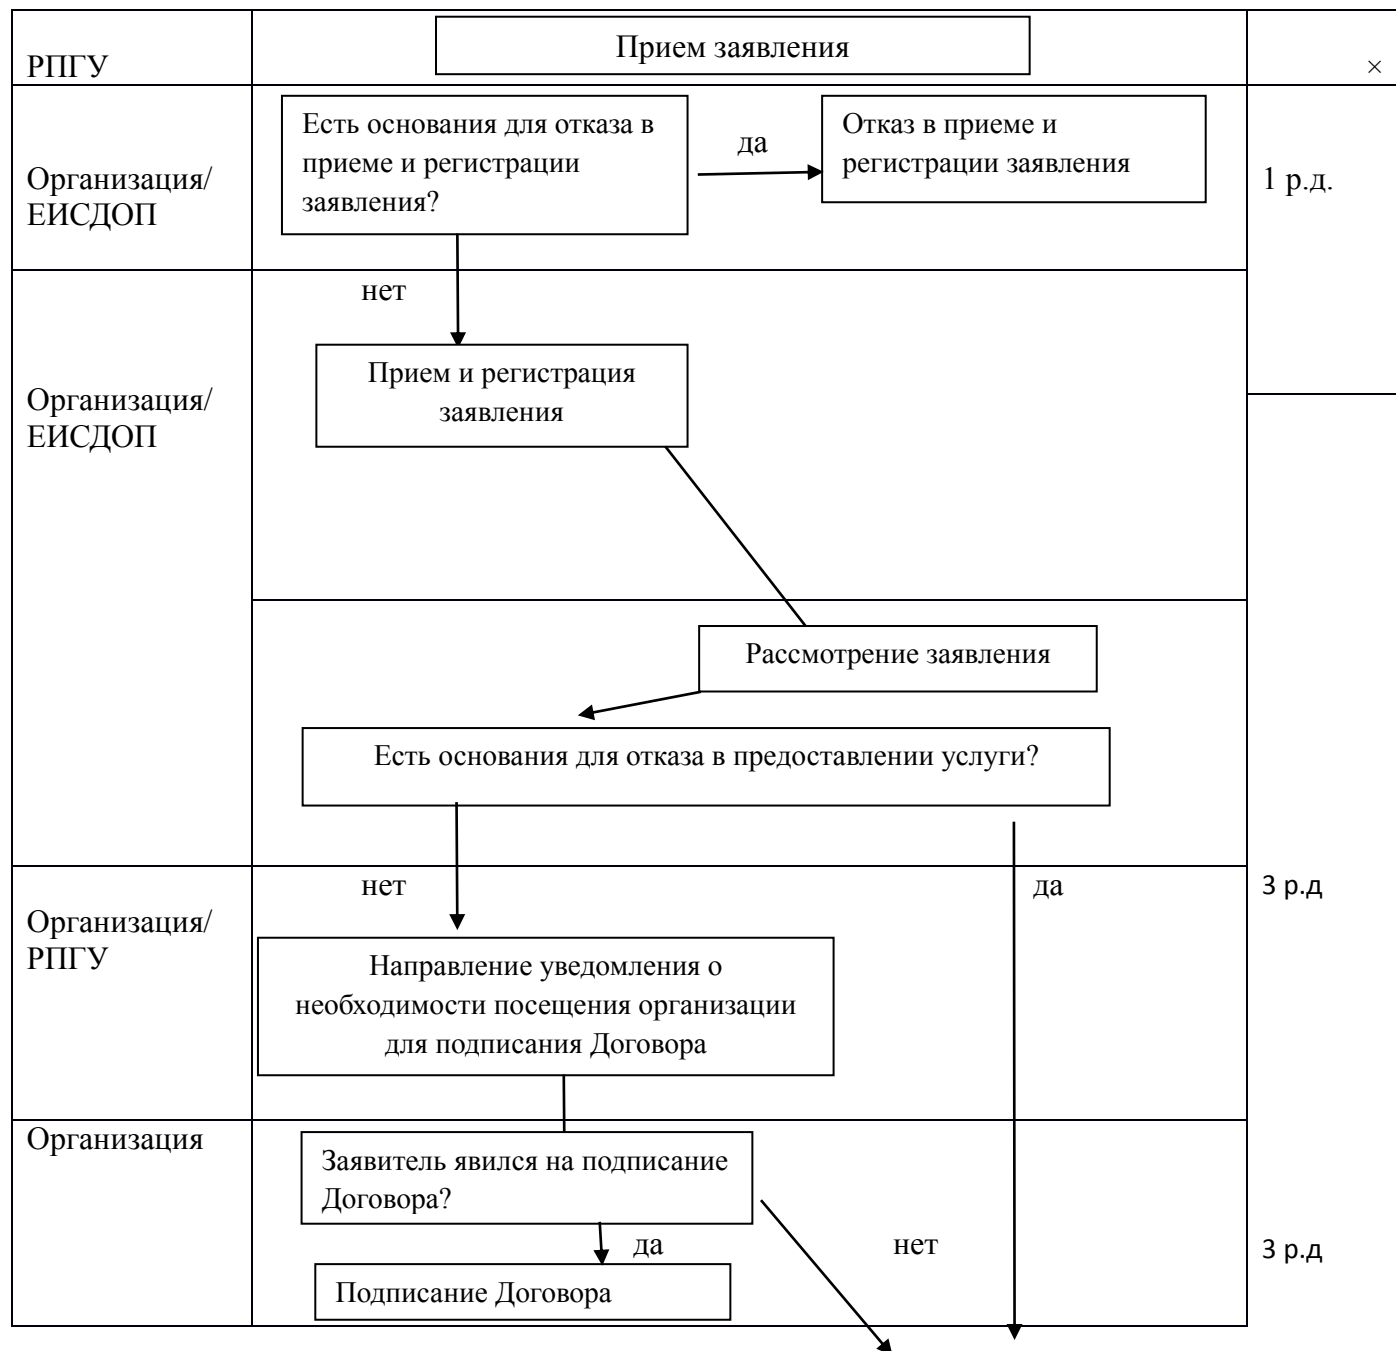 Прием заявления
РПГУ
×
Есть основания для отказа в
приеме и регистрации
заявления?
да
Отказ в приеме и
регистрации заявления
Организация/
ЕИСДОП
1 р.д.
нет
Прием и регистрация
заявления
Организация/
ЕИСДОП
Рассмотрение заявления
Есть основания для отказа в предоставлении услуги?
нет
да
3 р.д
Организация/
РПГУ
Направление уведомления о
необходимости посещения организации
для подписания Договора
Организация
Заявитель явился на подписание
Договора?
да
нет
3 р.д
Подписание Договора